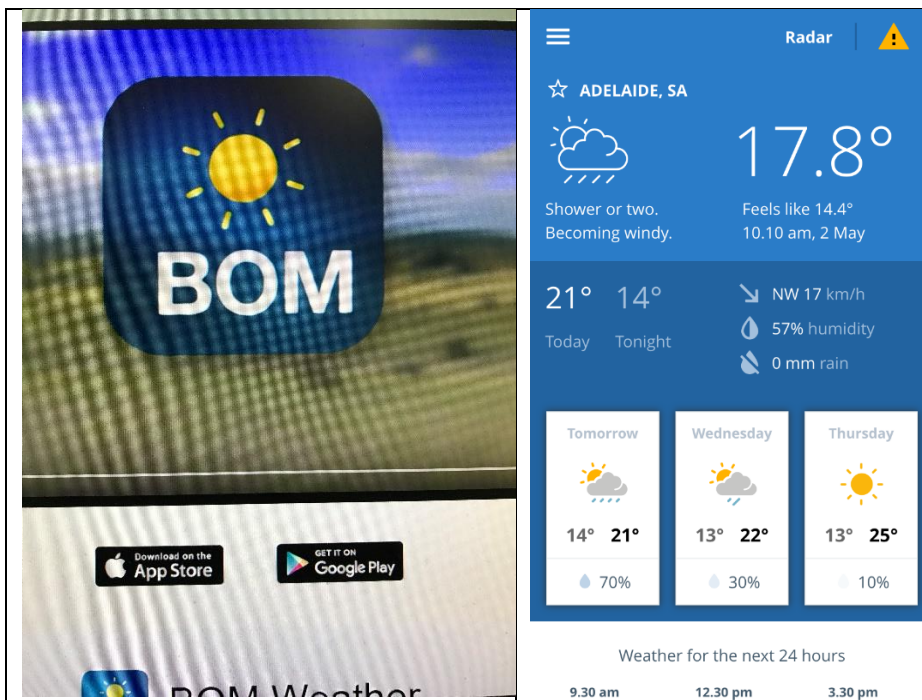 BOM
Download on the
App Store
GET IT ON
Google Play
BOM Weather
Radar
ADELAIDE, SA
17.8°
Shower or two.
Becoming windy.
Feels like 14.4°
10.10 am, 2 May
21° 14°
Today Tonight
NW 17 km/h
57% humidity
0 mm rain
Tomorrow Wednesday Thursday
14° 21° 13° 22° 13° 25°
70% 30% 10%
Weather for the next 24 hours
9.30 am 12.30 pm 3.30 pm